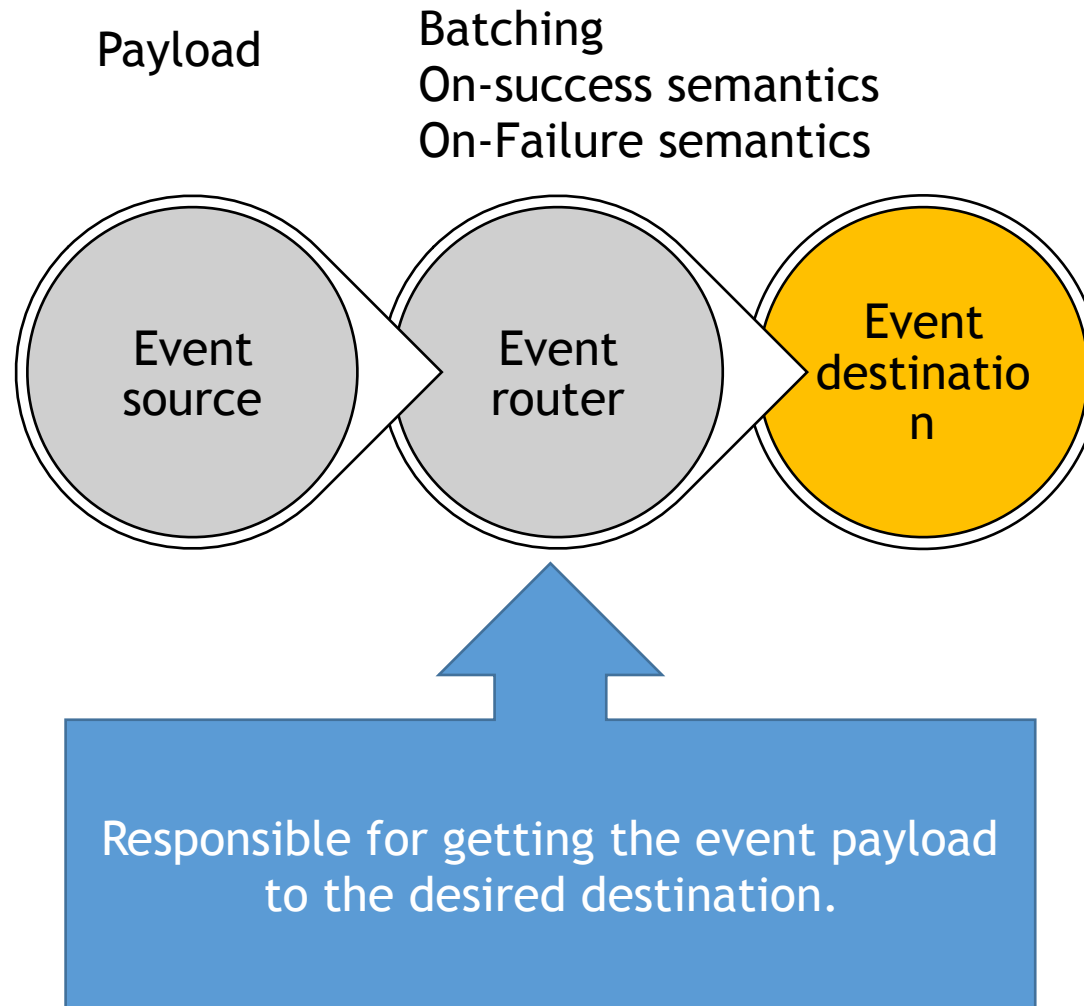 Payload
Batching
On-success semantics
On-Failure semantics
Event
source
Event
router
Event
destinatio
n
Responsible for getting the event payload
to the desired destination.